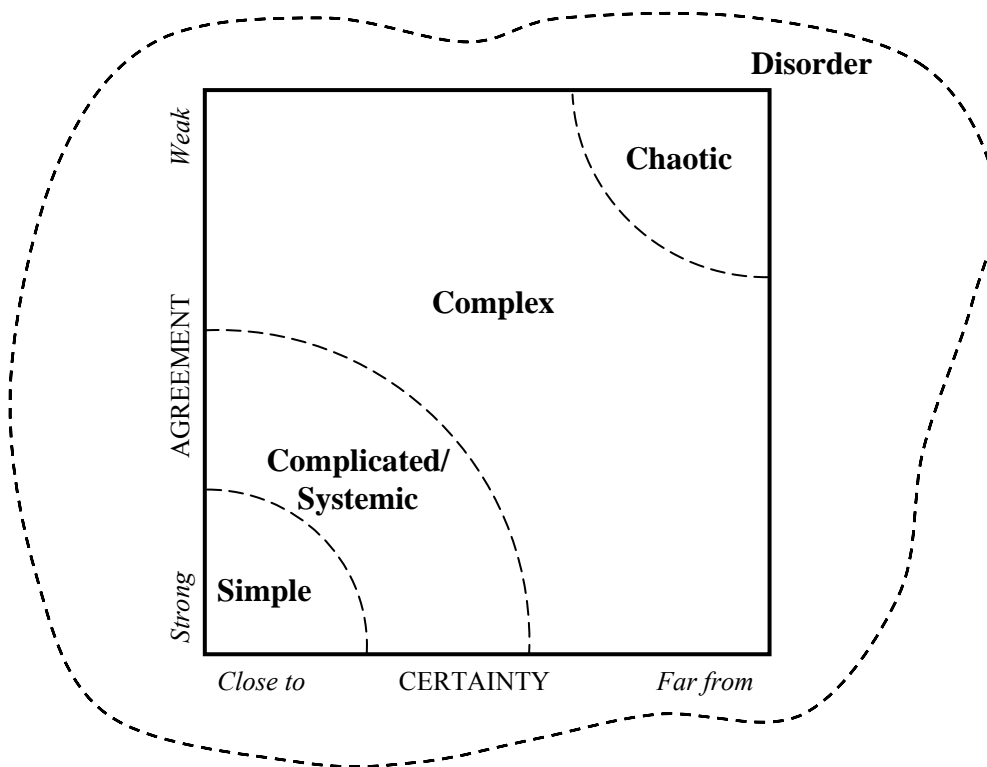 Disorder
Weak
Chaotic
Complex
AGREEMENT
Complicated/
Systemic
Simple
Strong
Close to
CERTAINTY
Far from